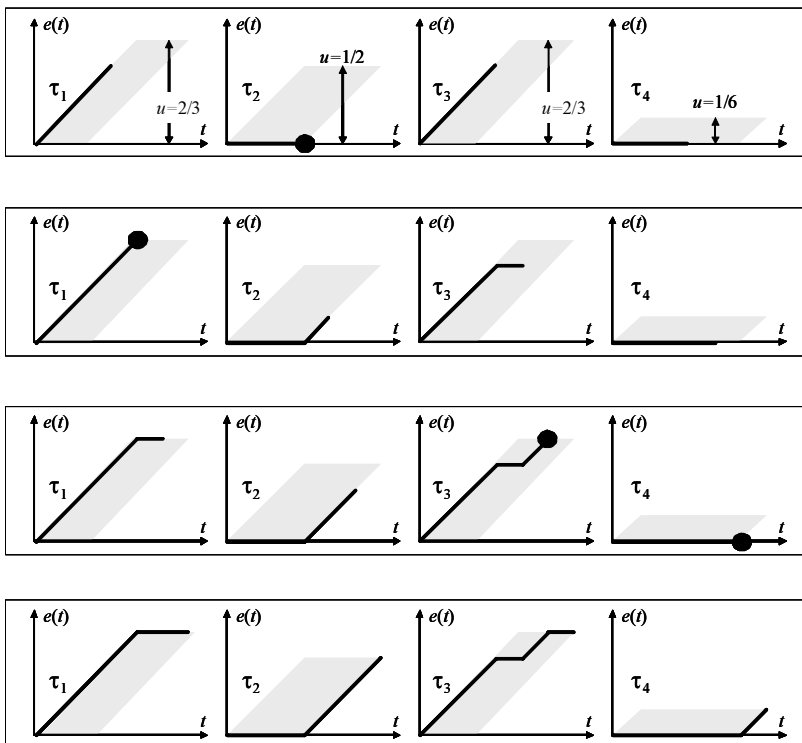 e(t) e(t) e(t) e(t)
τ1 u=2/3 t
τ2 u=1/2 t
τ3 u=2/3 t
τ4 u=1/6 t
e(t) e(t) e(t) e(t)
τ1 t τ2 t τ3 t τ4 t
e(t) e(t) e(t) e(t)
τ1 t τ2 t τ3 t τ4 t
e(t) e(t) e(t) e(t)
τ1 t τ2 t τ3 t τ4 t